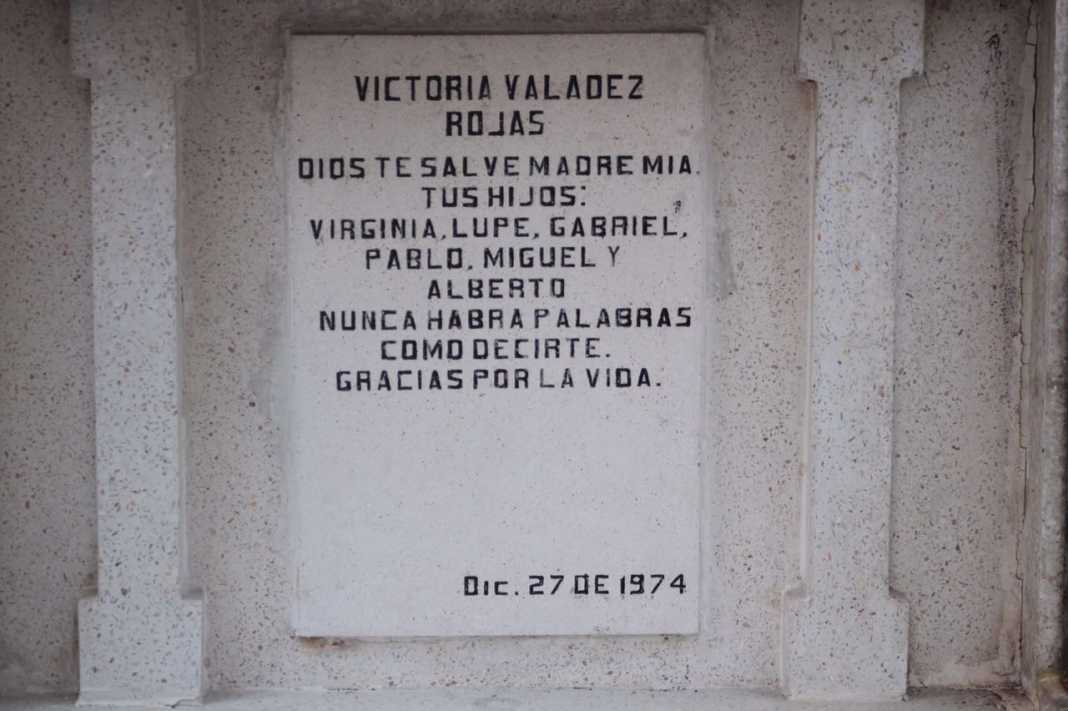 VICTORIA VALADEZ
ROJAS
DIOS TE SALVE MADRE MIA.
TUS HIJOS:
VIRGINIA, LUPE, GABRIEL,
PABLO, MIGUEL Y
ALBERTO
NUNCA HABRA PALABRAS
COMO DECIRTE.
GRACIAS POR LA VIDA.
DIC. 27 DE 1974